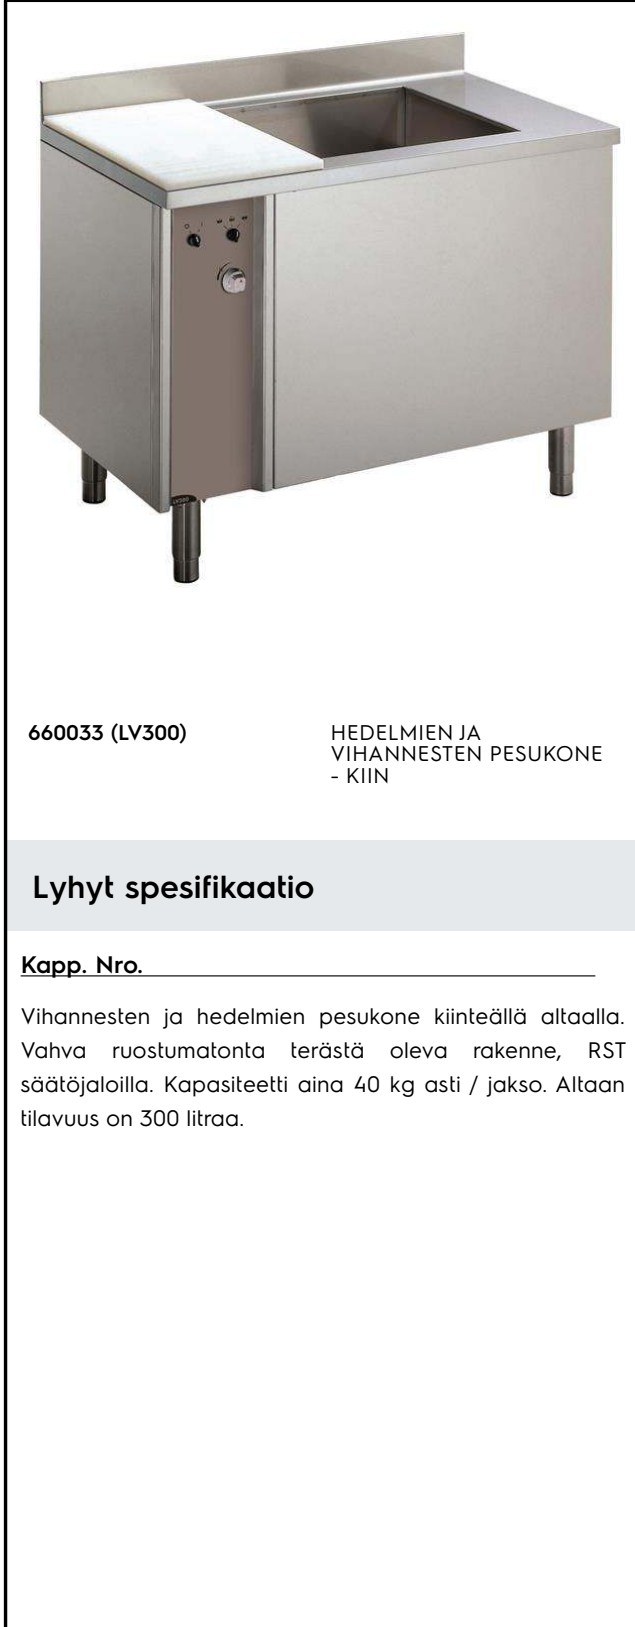 660033 (LV300)
HEDELMIEN JA
VIHANNESTEN PESUKONE
- KIIN
Lyhyt spesifikaatio
Kapp. Nro.
Vihannesten ja hedelmien pesukone kiinteällä altaalla.
Vahva ruostumatonta terästä oleva rakenne, RST
säätöjaloilla. Kapasiteetti aina 40 kg asti / jakso. Altaan
tilavuus on 300 litraa.